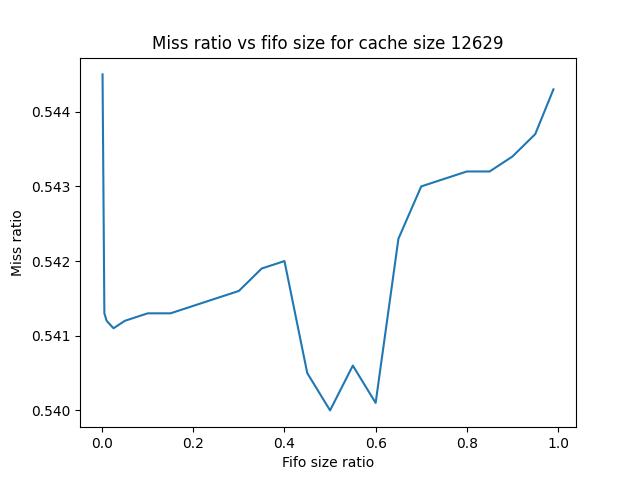 Miss ratio vs fifo size for cache size 12629
0.544
0.543
0.542
0.541
0.540
Miss ratio
0.0 0.2 0.4 0.6 0.8 1.0
Fifo size ratio